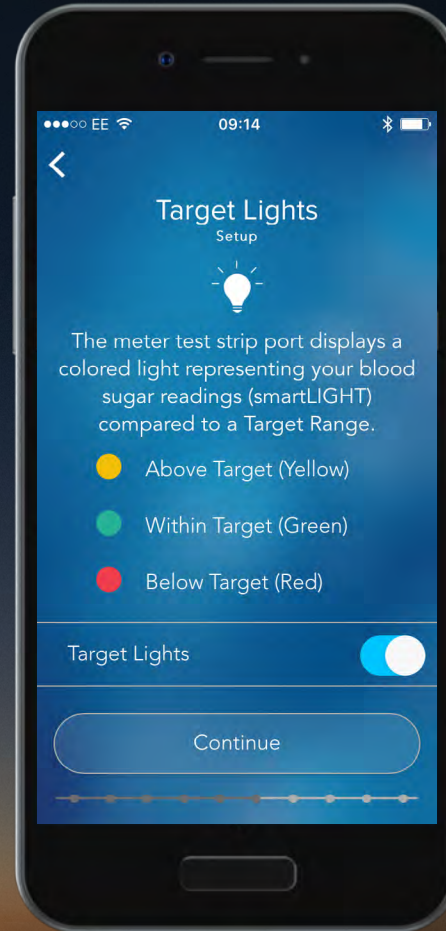 EE 09:14
Target Lights
Setup
The meter test strip port displays a
colored light representing your blood
sugar readings (smartLIGHT)
compared to a Target Range.
Above Target (Yellow)
Within Target (Green)
Below Target (Red)
Target Lights
Continue